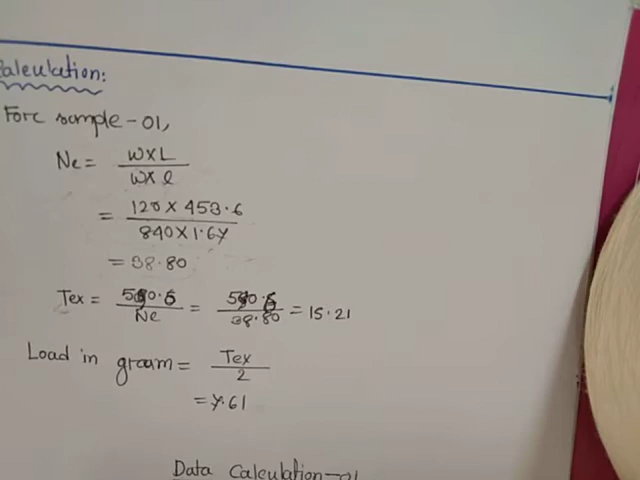 Calculation:
For sample-01,
Ne = W×L / w×l
= 120 × 453.6 / 840 × 1.67
= 38.80
Tex = 590.5 / Ne = 590.5 / 38.80 = 15.21
Load in gram = Tex / 2
= 7.61
Data Calculation-01